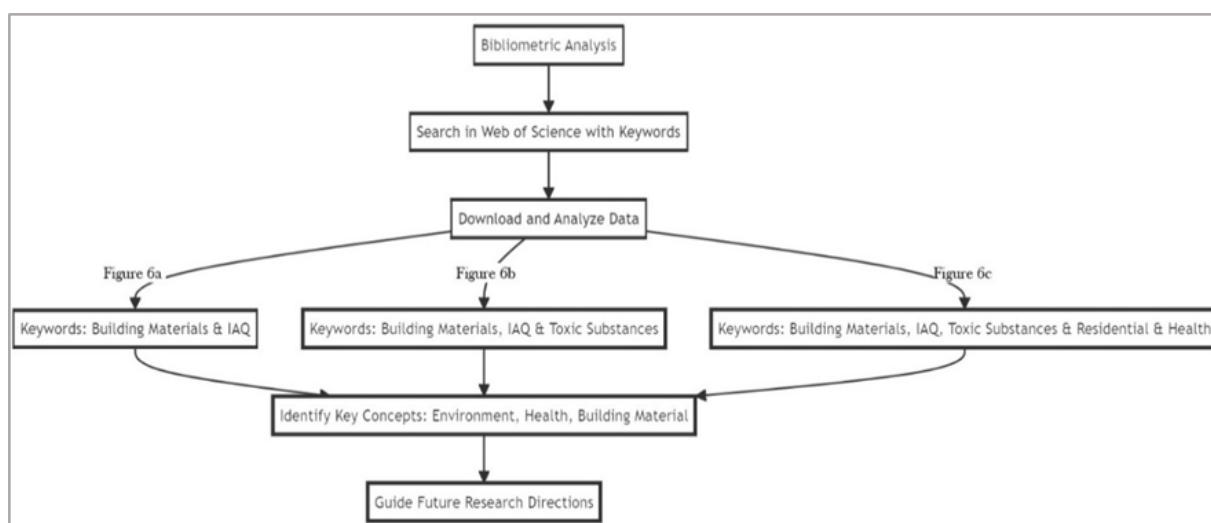 Bibliometric Analysis
Search in Web of Science with Keywords
Download and Analyze Data
Figure 6a
Figure 6b
Figure 6c
Keywords: Building Materials & IAQ
Keywords: Building Materials, IAQ & Toxic Substances
Keywords: Building Materials, IAQ, Toxic Substances & Residential & Health
Identify Key Concepts: Environment, Health, Building Material
Guide Future Research Directions